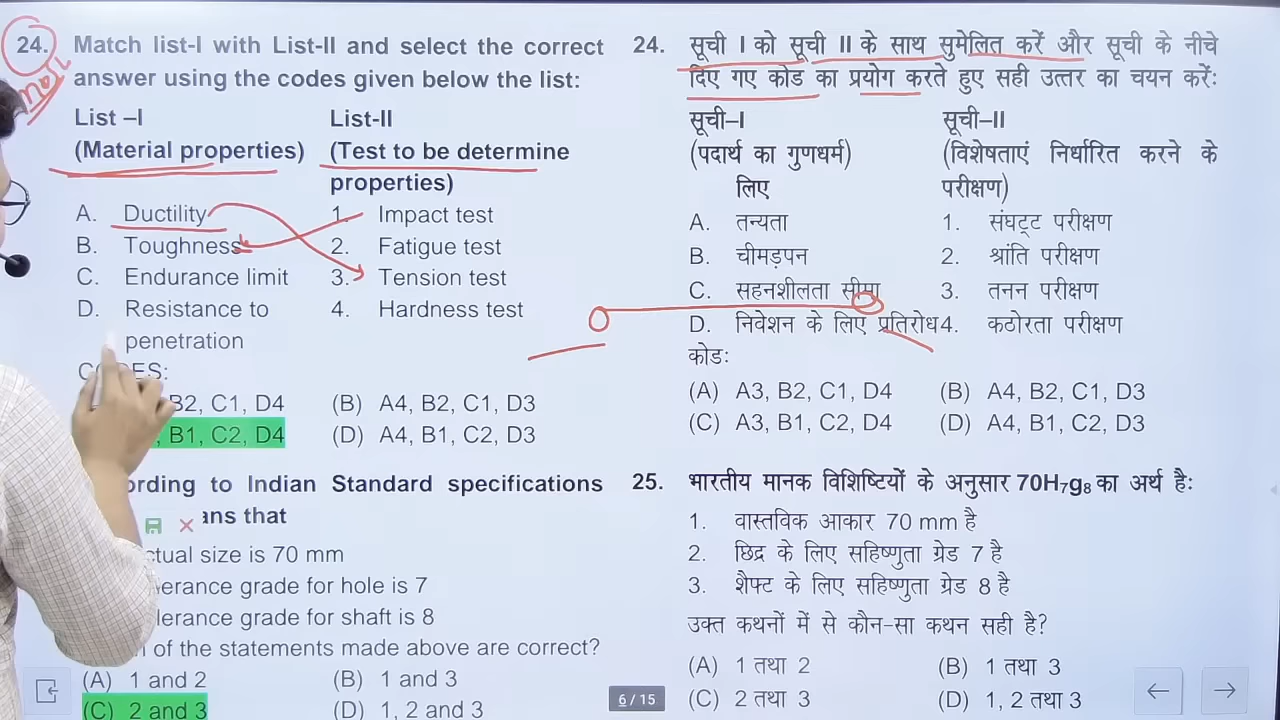 24. Match list-I with List-II and select the correct
answer using the codes given below the list:
List –I List-II
(Material properties) (Test to be determine
properties)
A. Ductility 1. Impact test
B. Toughness 2. Fatigue test
C. Endurance limit 3. Tension test
D. Resistance to 4. Hardness test
penetration
B2, C1, D4 (B) A4, B2, C1, D3
, B1, C2, D4 (D) A4, B1, C2, D3
to Indian Standard specifications
that
size is 70 mm
grade for hole is 7
grade for shaft is 8
of the statements made above are correct?
(A) 1 and 2 (B) 1 and 3
(C) 2 and 3 (D) 1, 2 and 3
24. सूची I को सूची II के साथ सुमेलित करें और सूची के नीचे
दिए गए कोड का प्रयोग करते हुए सही उत्तर का चयन करें:
सूची–I सूची–II
(पदार्थ का गुणधर्म) (विशेषताएं निर्धारित करने के
लिए परीक्षण)
A. तन्यता 1. संघट्ट परीक्षण
B. चीमड़पन 2. श्रांति परीक्षण
C. सहनशीलता सीमा 3. तनन परीक्षण
D. निवेशन के लिए प्रतिरोध 4. कठोरता परीक्षण
कोड:
(A) A3, B2, C1, D4 (B) A4, B2, C1, D3
(C) A3, B1, C2, D4 (D) A4, B1, C2, D3
25. भारतीय मानक विशिष्टियों के अनुसार 70H₇g₈ का अर्थ है:
1. वास्तविक आकार 70 mm है
2. छिद्र के लिए सहिष्णुता ग्रेड 7 है
3. शैफ्ट के लिए सहिष्णुता ग्रेड 8 है
उक्त कथनों में से कौन-सा कथन सही है?
(A) 1 तथा 2 (B) 1 तथा 3
(C) 2 तथा 3 (D) 1, 2 तथा 3
6 / 15